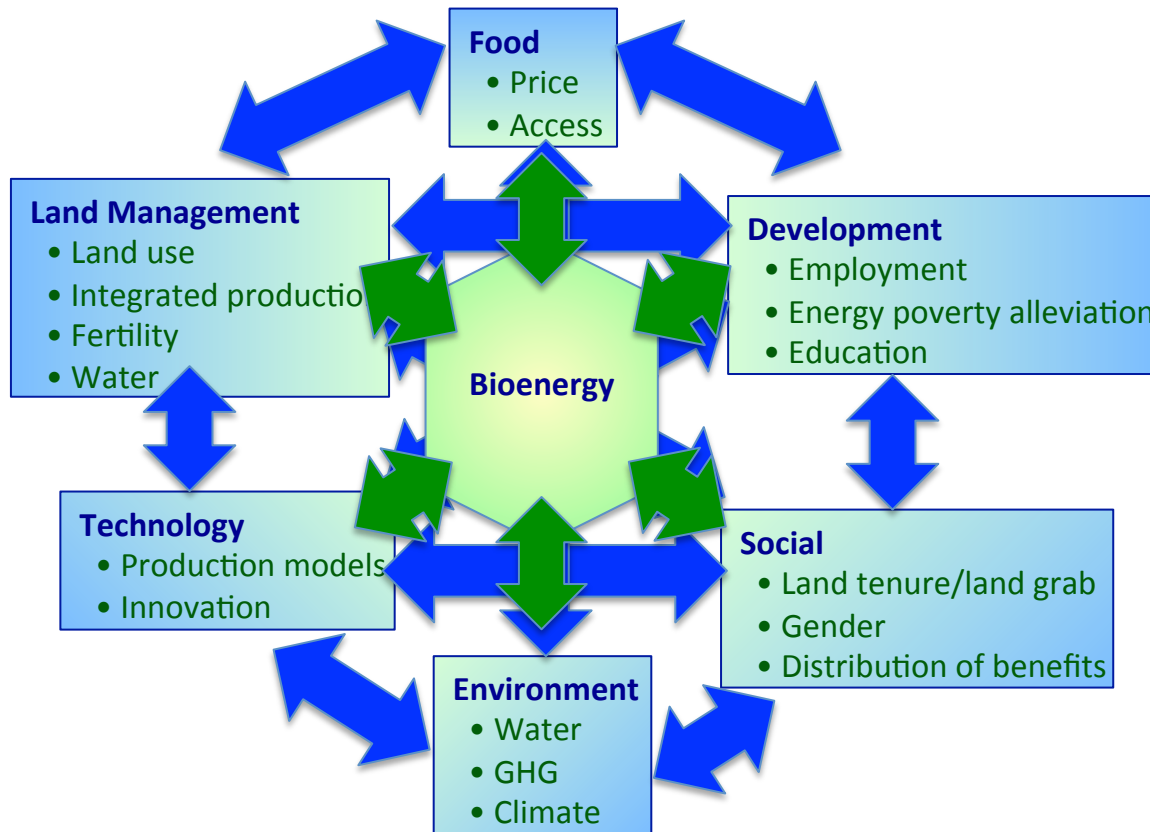 Food
• Price
• Access
Land Management
• Land use
• Integrated productio
• Fertility
• Water
Development
• Employment
• Energy poverty alleviation
• Education
Bioenergy
Technology
• Production models
• Innovation
Social
• Land tenure/land grab
• Gender
• Distribution of benefits
Environment
• Water
• GHG
• Climate